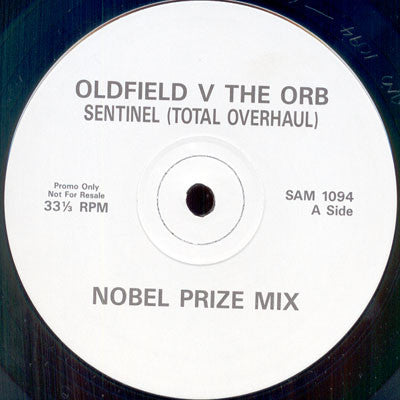 OLDFIELD V THE ORB
SENTINEL (TOTAL OVERHAUL)
Promo Only
Not For Resale
33⅓ RPM
SAM 1094
A Side
NOBEL PRIZE MIX